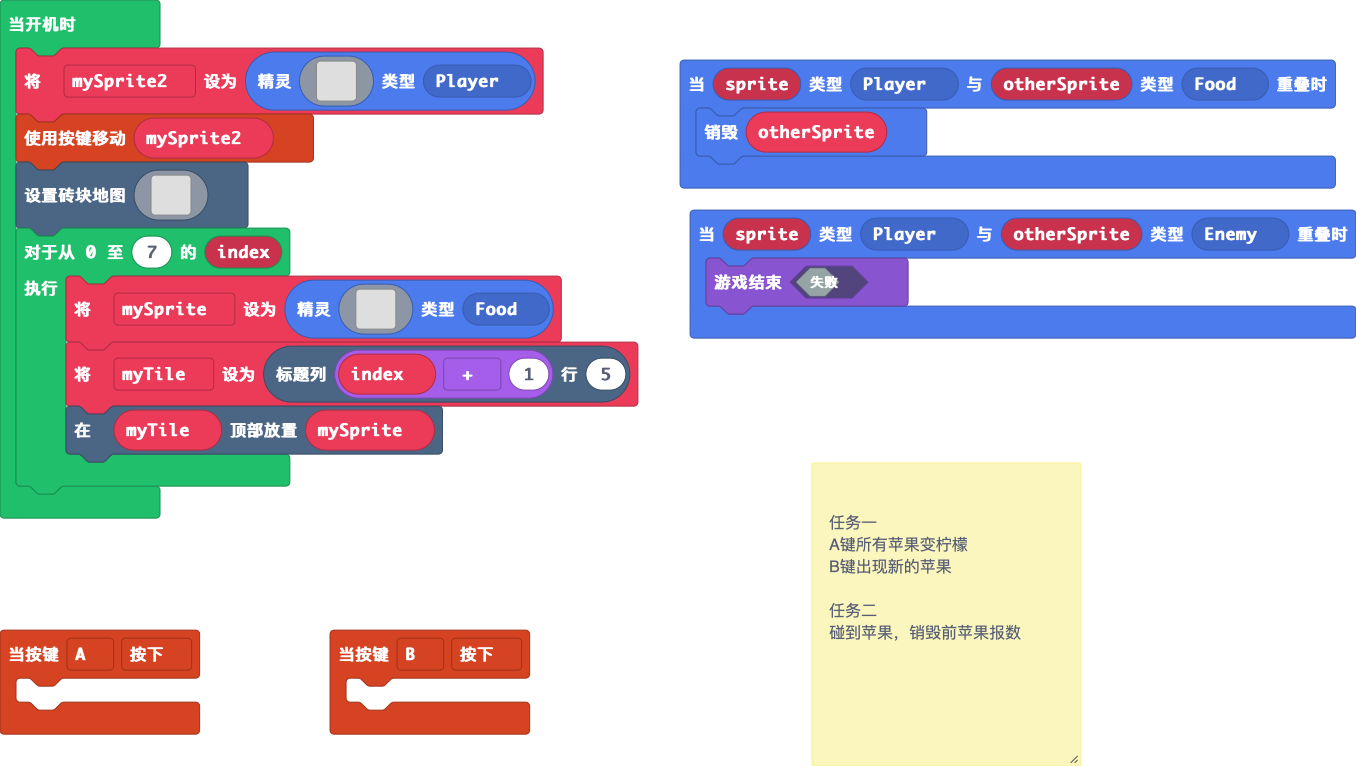 当开机时
将 mySprite2 设为 精灵 类型 Player
使用按键移动 mySprite2
设置砖块地图
对于从 0 至 7 的 index
执行
将 mySprite 设为 精灵 类型 Food
将 myTile 设为 标题列 index + 1 行 5
在 myTile 顶部放置 mySprite
当 sprite 类型 Player 与 otherSprite 类型 Food 重叠时
销毁 otherSprite
当 sprite 类型 Player 与 otherSprite 类型 Enemy 重叠时
游戏结束 失败
任务一
A键所有苹果变柠檬
B键出现新的苹果
任务二
碰到苹果，销毁前苹果报数
当按键 A 按下
当按键 B 按下